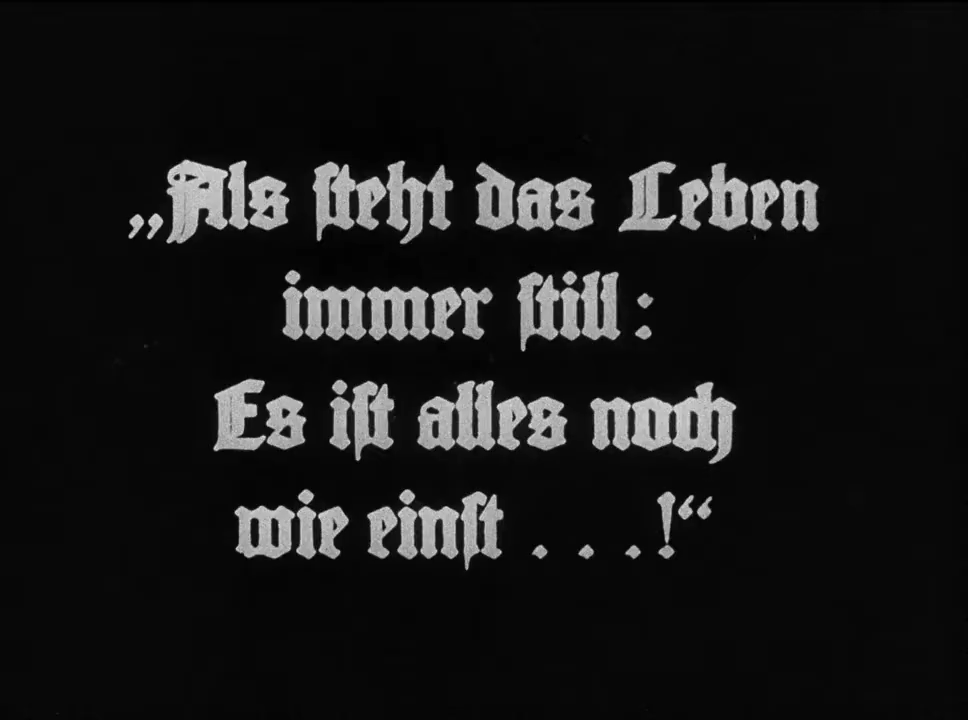 „Als ſteht das Leben
immer ſtill:
Es iſt alles noch
wie einſt . . .!“